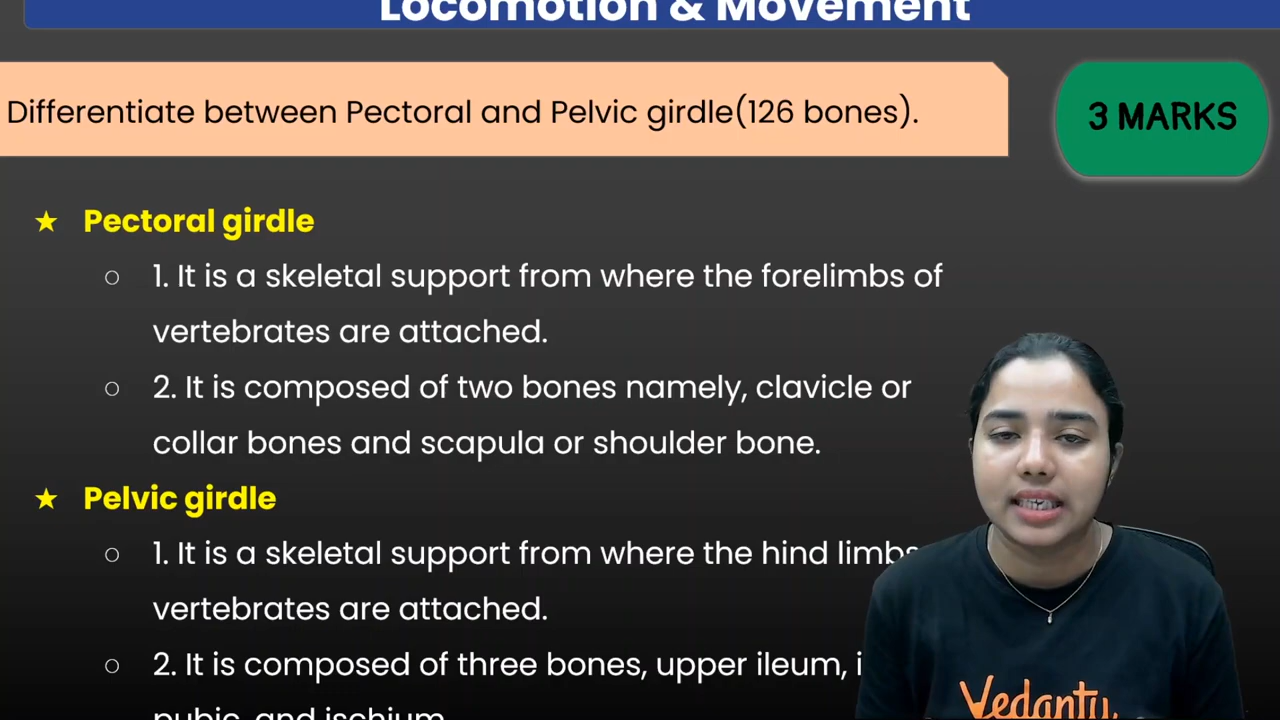 Locomotion & Movement
Differentiate between Pectoral and Pelvic girdle(126 bones).
3 MARKS
★ Pectoral girdle
○ 1. It is a skeletal support from where the forelimbs of
vertebrates are attached.
○ 2. It is composed of two bones namely, clavicle or
collar bones and scapula or shoulder bone.
★ Pelvic girdle
○ 1. It is a skeletal support from where the hind limbs
vertebrates are attached.
○ 2. It is composed of three bones, upper ileum, i
pubic, and ischium
Vedantu